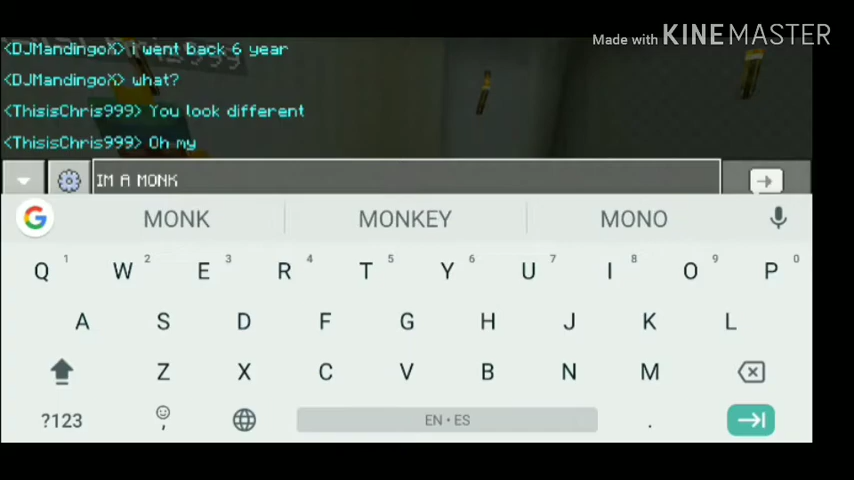 <DJMandingoX> i went back 6 year
Made with KINEMASTER
<DJMandingoX> what?
<ThisisChris999> You look different
<ThisisChris999> Oh my
IM A MONK
G MONK MONKEY MONO
Q 1 W 2 E 3 R 4 T 5 Y 6 U 7 I 8 O 9 P 0
A S D F G H J K L
Z X C V B N M
?123 , EN • ES .